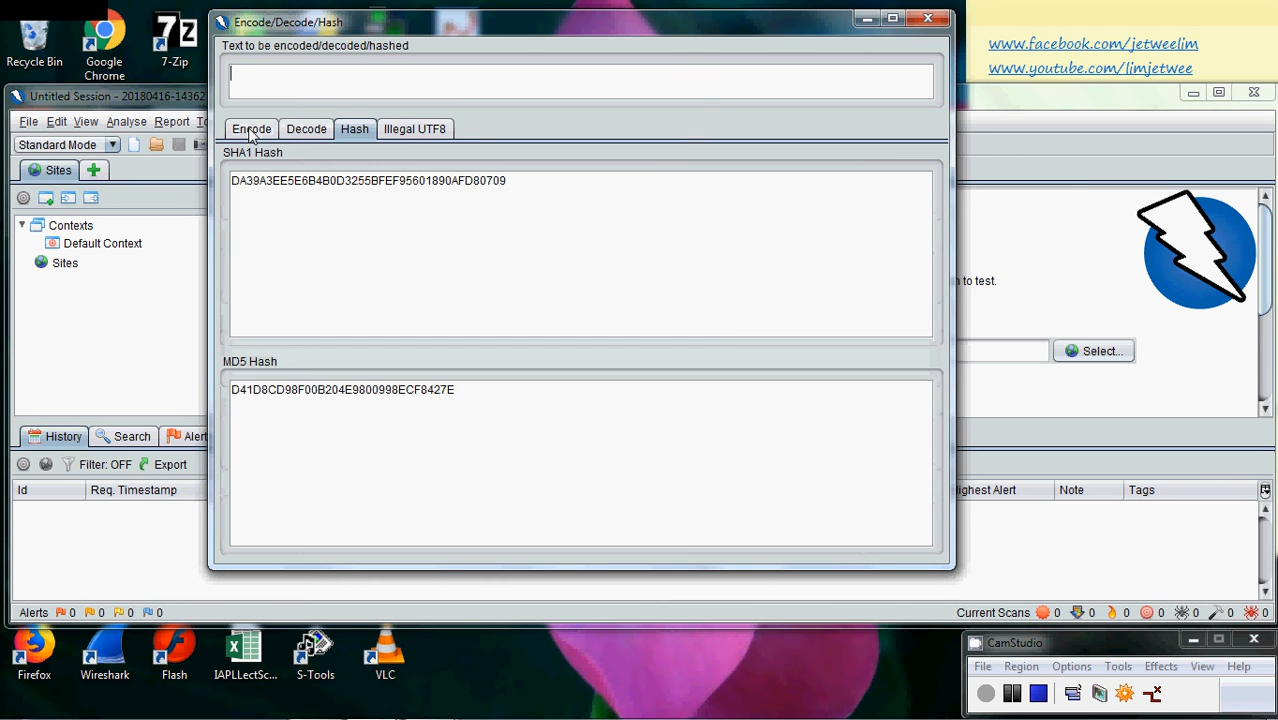 Recycle Bin
Google Chrome
7-Zip
www.facebook.com/jetweelim
www.youtube.com/limjetwee
Encode/Decode/Hash
Text to be encoded/decoded/hashed
Encode Decode Hash Illegal UTF8
SHA1 Hash
DA39A3EE5E6B4B0D3255BFEF95601890AFD80709
MD5 Hash
D41D8CD98F00B204E9800998ECF8427E
Untitled Session - 20180416-14362
File Edit View Analyse Report
Standard Mode
Sites
Contexts
Default Context
Sites
to test.
Select...
History Search Alert
Filter: OFF Export
Id Req. Timestamp
Highest Alert Note Tags
Alerts 0 0 0 0
Current Scans 0 0 0 0 0 0 0
Firefox
Wireshark
Flash
IAPLLectSc...
S-Tools
VLC
CamStudio
File Region Options Tools Effects View Help